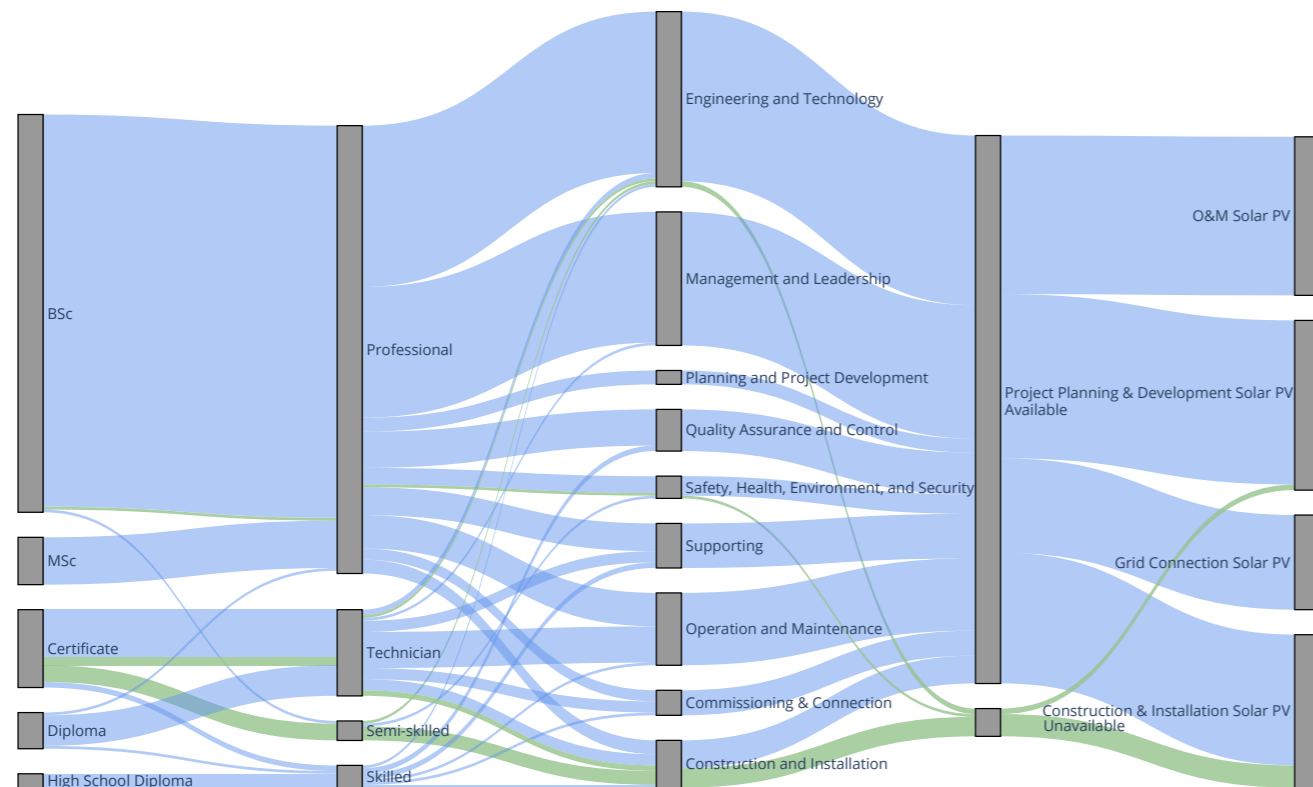 BSc
MSc
Certificate
Diploma
High School Diploma
Professional
Technician
Semi-skilled
Skilled
Engineering and Technology
Management and Leadership
Planning and Project Development
Quality Assurance and Control
Safety, Health, Environment, and Security
Supporting
Operation and Maintenance
Commissioning & Connection
Construction and Installation
Available
Unavailable
O&M Solar PV
Project Planning & Development Solar PV
Grid Connection Solar PV
Construction & Installation Solar PV